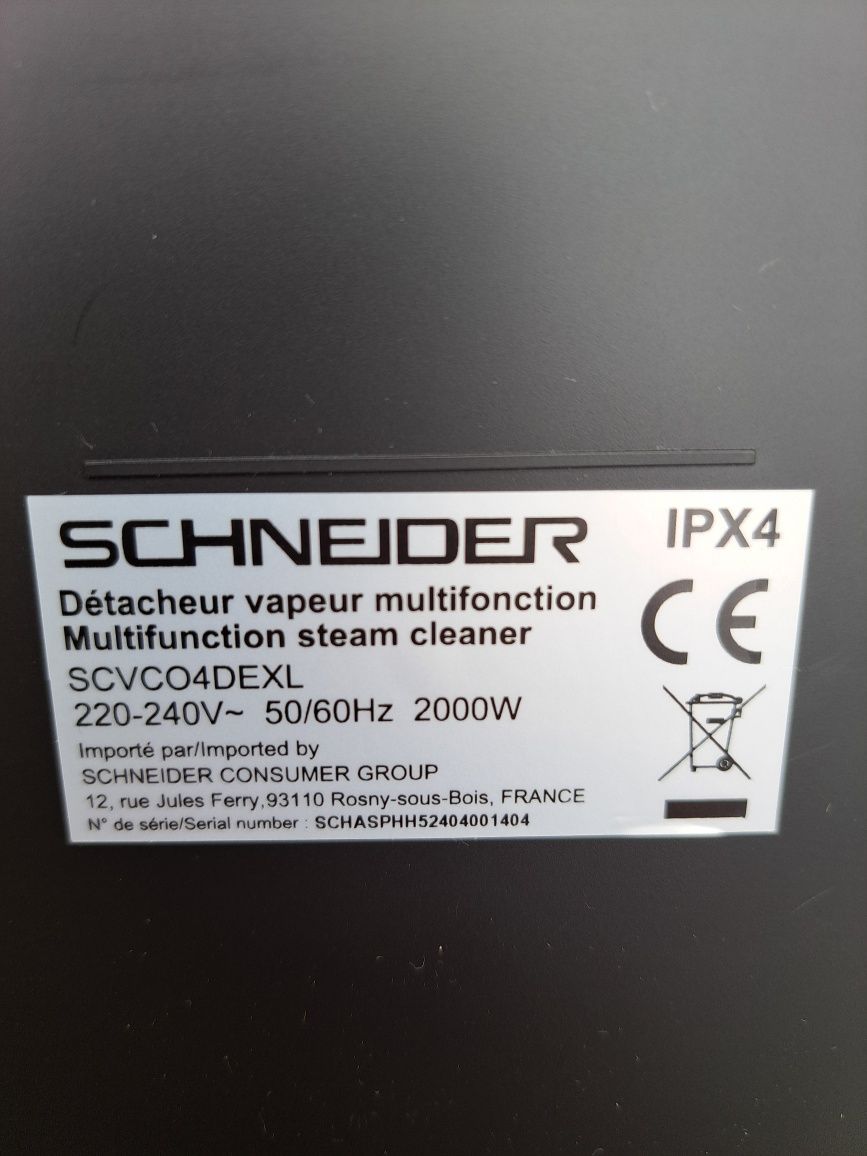 SCHNEIDER
IPX4
Détacheur vapeur multifonction
Multifunction steam cleaner
SCVCO4DEXL
220-240V~ 50/60Hz 2000W
Importé par/Imported by
SCHNEIDER CONSUMER GROUP
12, rue Jules Ferry,93110 Rosny-sous-Bois, FRANCE
N° de série/Serial number : SCHASPHH52404001404
CE